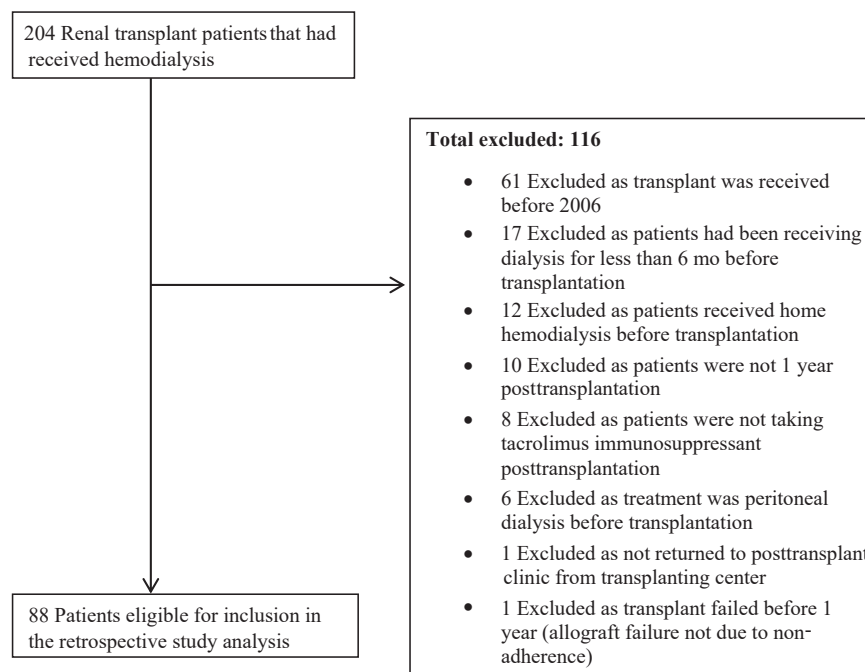 204 Renal transplant patients that had
received hemodialysis
Total excluded: 116
• 61 Excluded as transplant was received
before 2006
• 17 Excluded as patients had been receiving
dialysis for less than 6 mo before
transplantation
• 12 Excluded as patients received home
hemodialysis before transplantation
• 10 Excluded as patients were not 1 year
posttransplantation
• 8 Excluded as patients were not taking
tacrolimus immunosuppressant
posttransplantation
• 6 Excluded as treatment was peritoneal
dialysis before transplantation
• 1 Excluded as not returned to posttransplant
clinic from transplanting center
• 1 Excluded as transplant failed before 1
year (allograft failure not due to non-
adherence)
88 Patients eligible for inclusion in
the retrospective study analysis